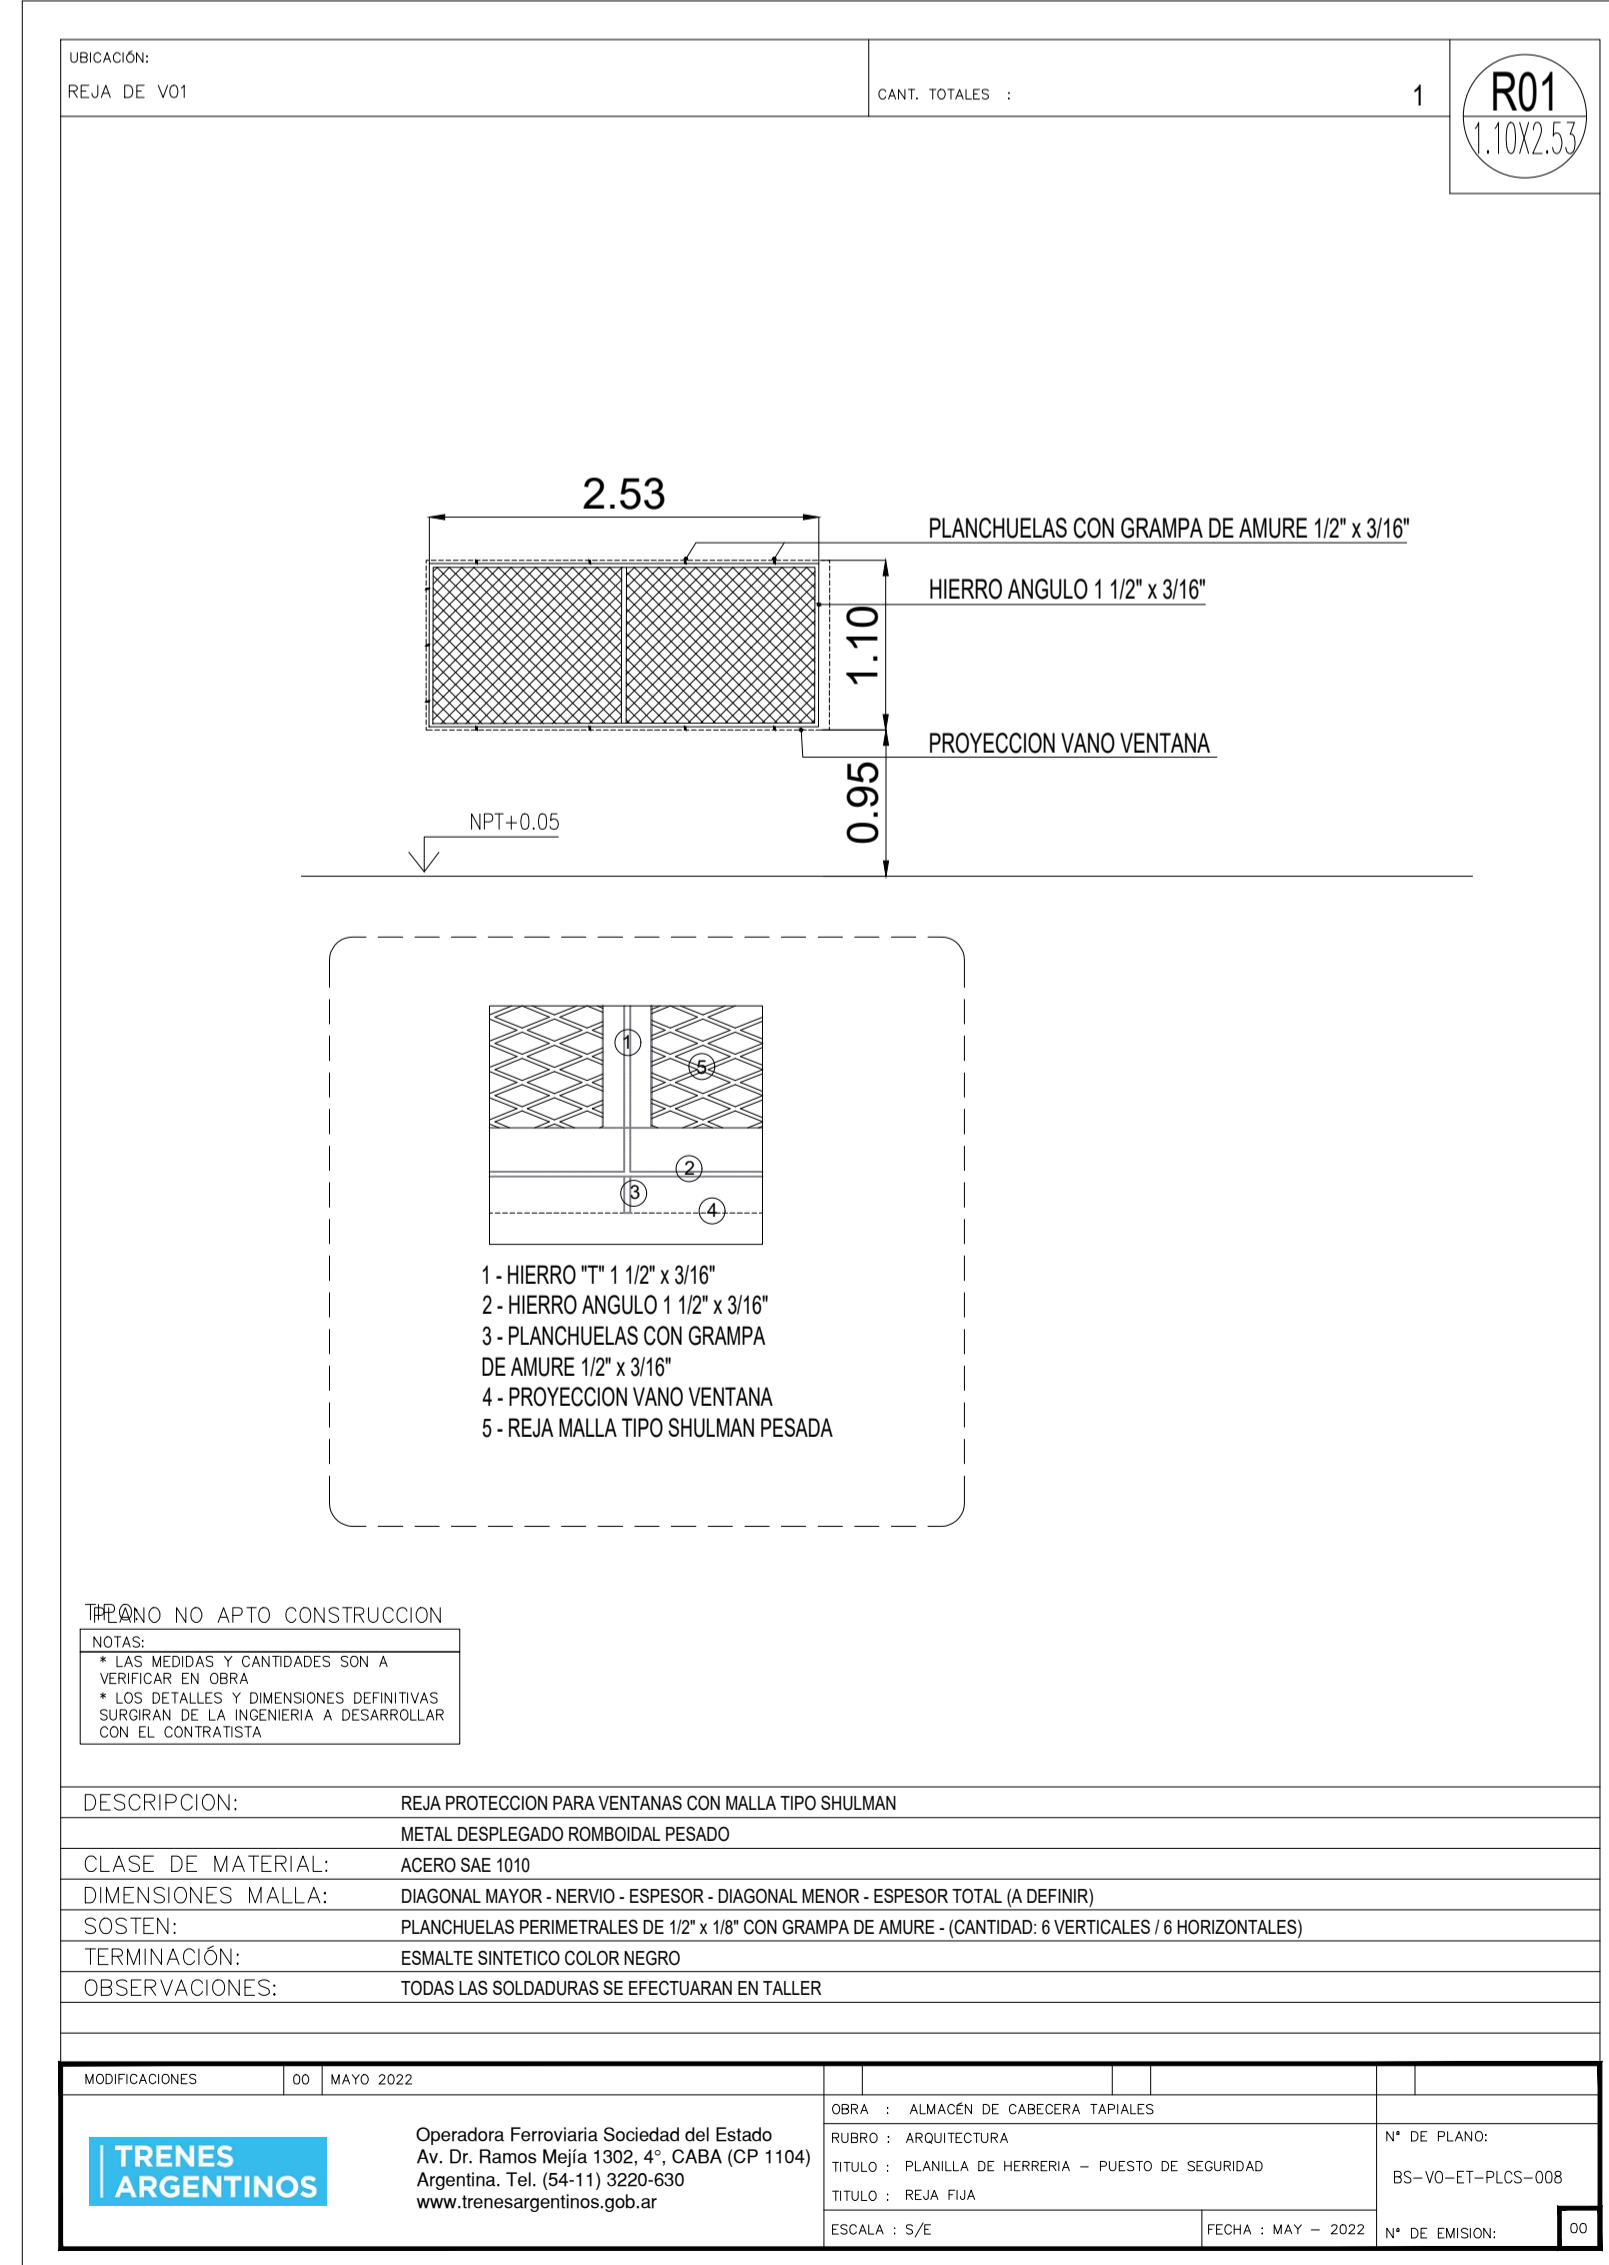 UBICACIÓN:
REJA DE V01
CANT. TOTALES : 1
R01
1.10X2.53
2.53
PLANCHUELAS CON GRAMPA DE AMURE 1/2" x 3/16"
HIERRO ANGULO 1 1/2" x 3/16"
1.10
PROYECCION VANO VENTANA
0.95
NPT+0.05
1
5
2
3
4
1 - HIERRO "T" 1 1/2" x 3/16"
2 - HIERRO ANGULO 1 1/2" x 3/16"
3 - PLANCHUELAS CON GRAMPA
DE AMURE 1/2" x 3/16"
4 - PROYECCION VANO VENTANA
5 - REJA MALLA TIPO SHULMAN PESADA
TIPO:
PLANO NO APTO CONSTRUCCION
NOTAS:
* LAS MEDIDAS Y CANTIDADES SON A
VERIFICAR EN OBRA
* LOS DETALLES Y DIMENSIONES DEFINITIVAS
SURGIRAN DE LA INGENIERIA A DESARROLLAR
CON EL CONTRATISTA
DESCRIPCION: REJA PROTECCION PARA VENTANAS CON MALLA TIPO SHULMAN
METAL DESPLEGADO ROMBOIDAL PESADO
CLASE DE MATERIAL: ACERO SAE 1010
DIMENSIONES MALLA: DIAGONAL MAYOR - NERVIO - ESPESOR - DIAGONAL MENOR - ESPESOR TOTAL (A DEFINIR)
SOSTEN: PLANCHUELAS PERIMETRALES DE 1/2" x 1/8" CON GRAMPA DE AMURE - (CANTIDAD: 6 VERTICALES / 6 HORIZONTALES)
TERMINACIÓN: ESMALTE SINTETICO COLOR NEGRO
OBSERVACIONES: TODAS LAS SOLDADURAS SE EFECTUARAN EN TALLER
MODIFICACIONES 00 MAYO 2022
TRENES
ARGENTINOS
Operadora Ferroviaria Sociedad del Estado
Av. Dr. Ramos Mejía 1302, 4°, CABA (CP 1104)
Argentina. Tel. (54-11) 3220-630
www.trenesargentinos.gob.ar
OBRA : ALMACÉN DE CABECERA TAPIALES
RUBRO : ARQUITECTURA
TITULO : PLANILLA DE HERRERIA – PUESTO DE SEGURIDAD
TITULO : REJA FIJA
ESCALA : S/E
FECHA : MAY – 2022
N° DE PLANO:
BS-VO-ET-PLCS-008
N° DE EMISION: 00